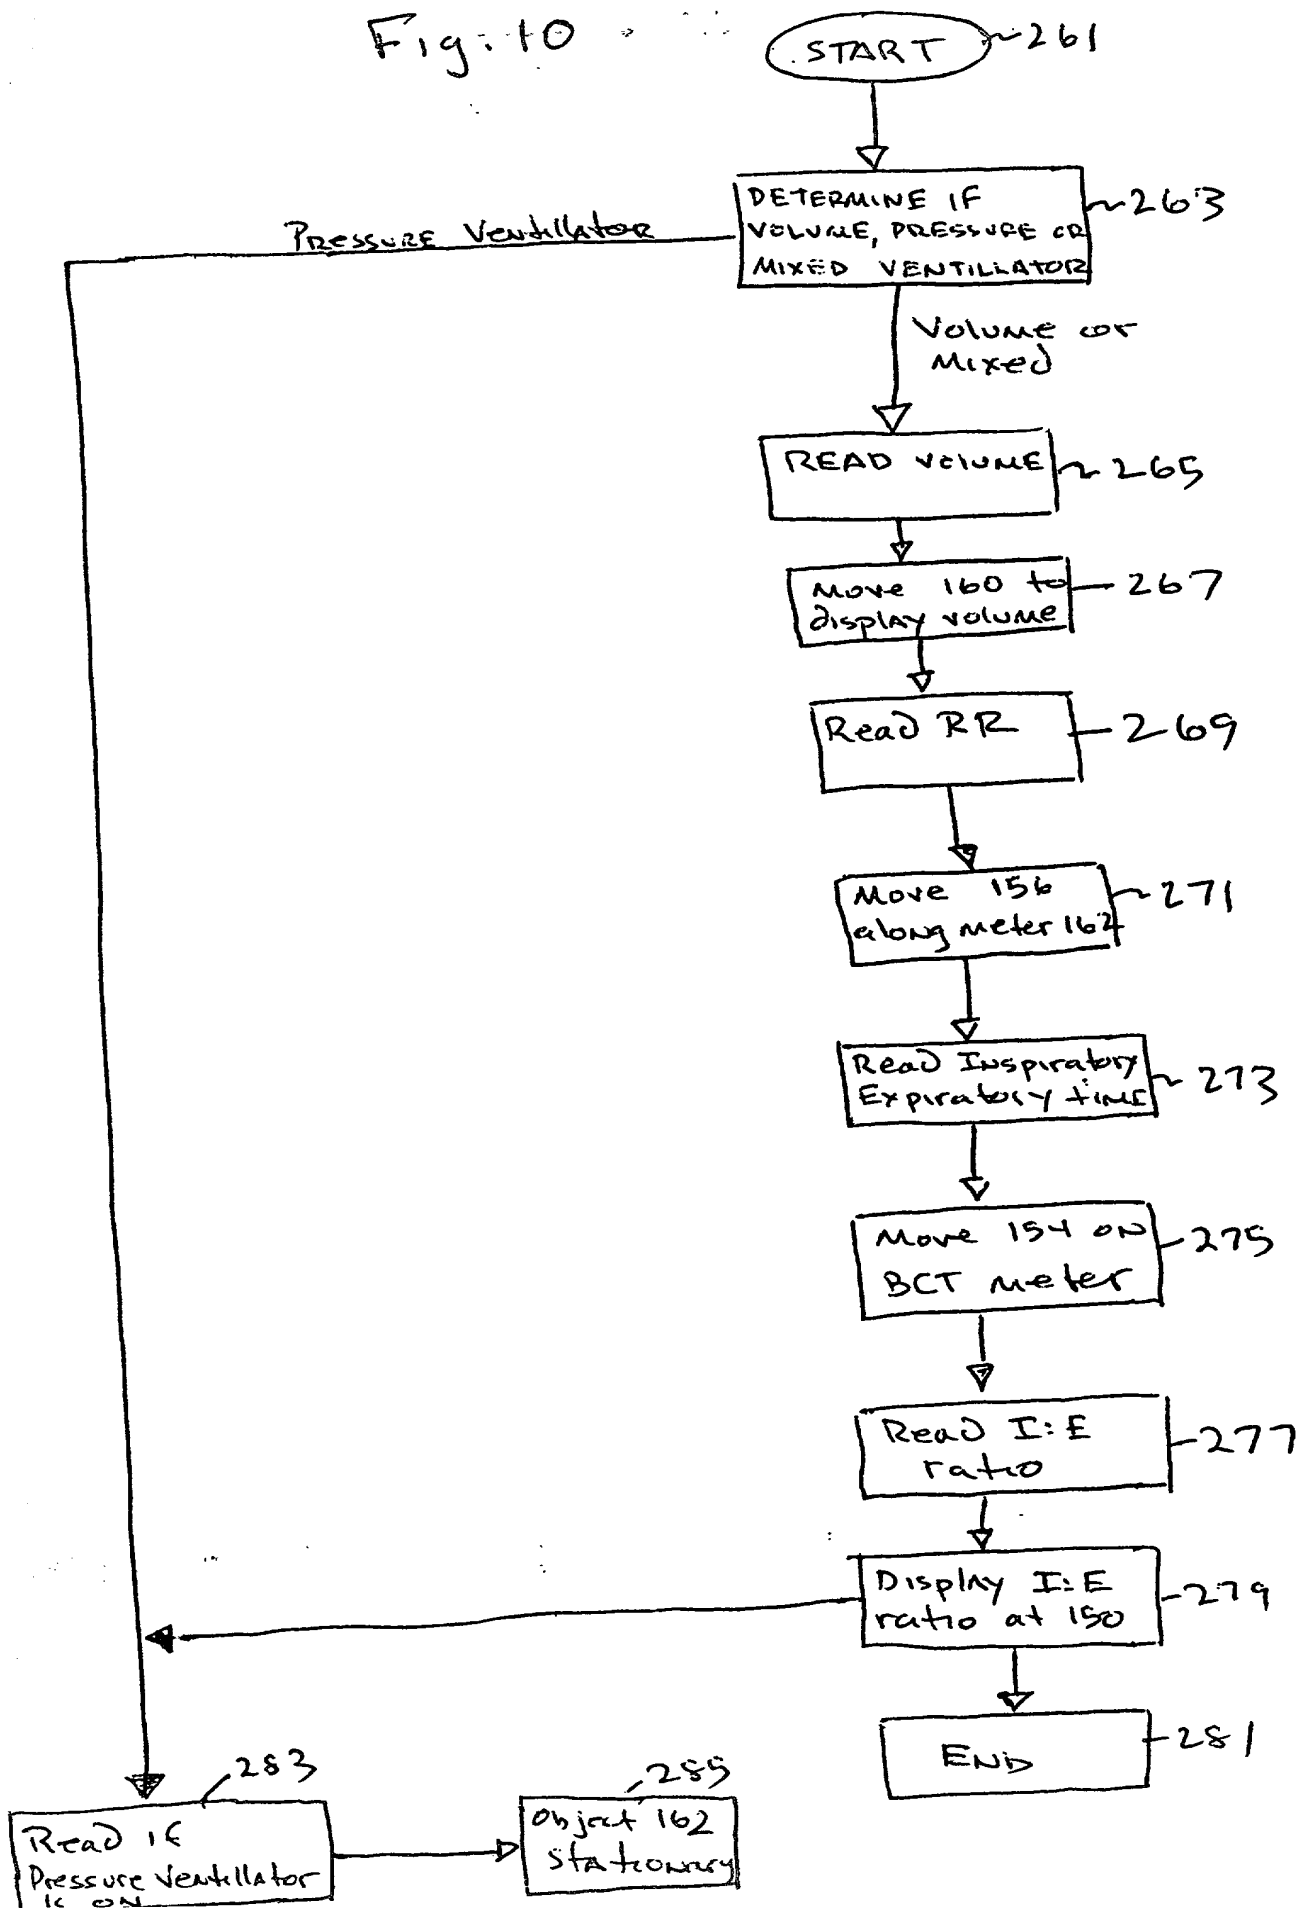 Fig. 10
START
261
DETERMINE IF
VOLUME, PRESSURE OR
MIXED VENTILLATOR
263
Pressure Ventillator
Volume or
Mixed
READ VOLUME
265
Move 160 to
display volume
267
Read RR
269
Move 156
along meter 162
271
Read Inspiratory
Expiratory time
273
Move 154 on
BCT meter
275
Read I:E
ratio
277
Display I:E
ratio at 150
279
END
281
283
Read if
Pressure Ventillator
is on
285
Object 162
Stationary